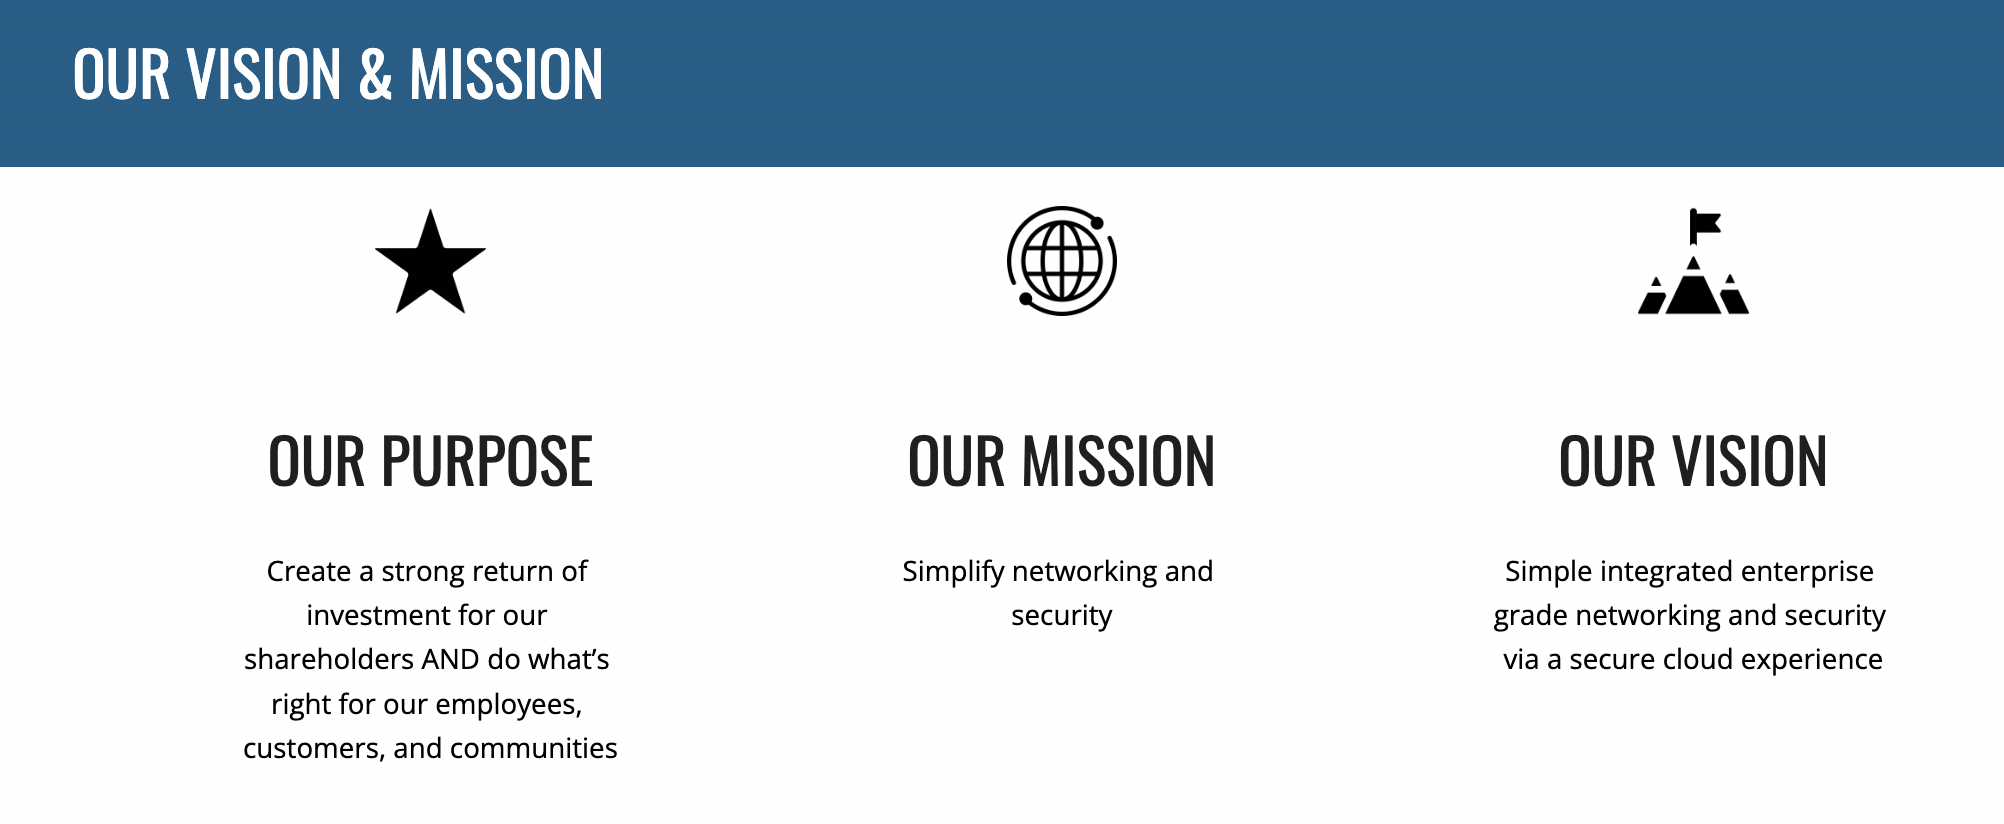 OUR VISION & MISSION
OUR PURPOSE
Create a strong return of
investment for our
shareholders AND do what’s
right for our employees,
customers, and communities
OUR MISSION
Simplify networking and
security
OUR VISION
Simple integrated enterprise
grade networking and security
via a secure cloud experience